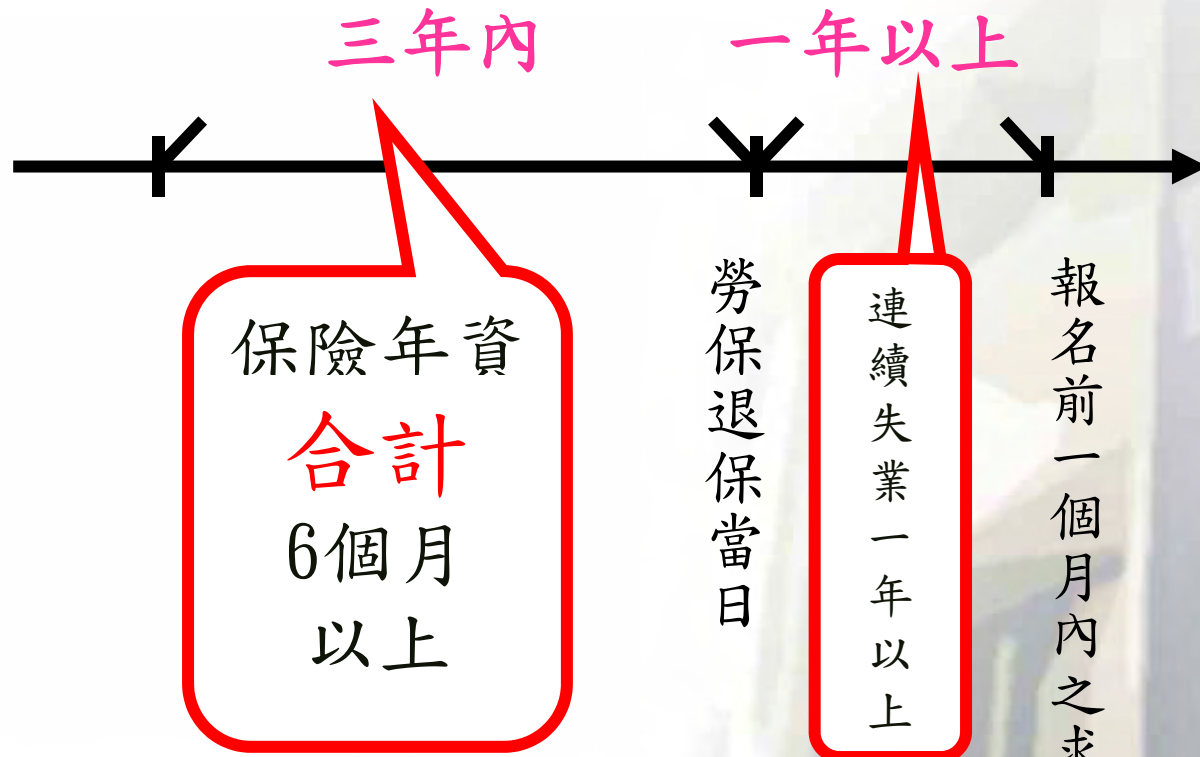 三年內
一年以上
保險年資
合計
6個月
以上
勞保退保當日
連續失業一年以上
報名前一個月內之求